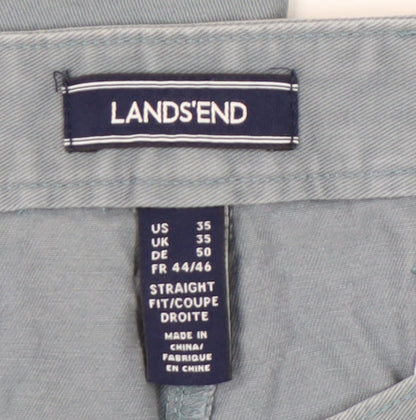 LANDS'END
US 35
UK 35
DE 50
FR 44/46
STRAIGHT
FIT/COUPE
DROITE
MADE IN
CHINA/
FABRIQUE
EN CHINE